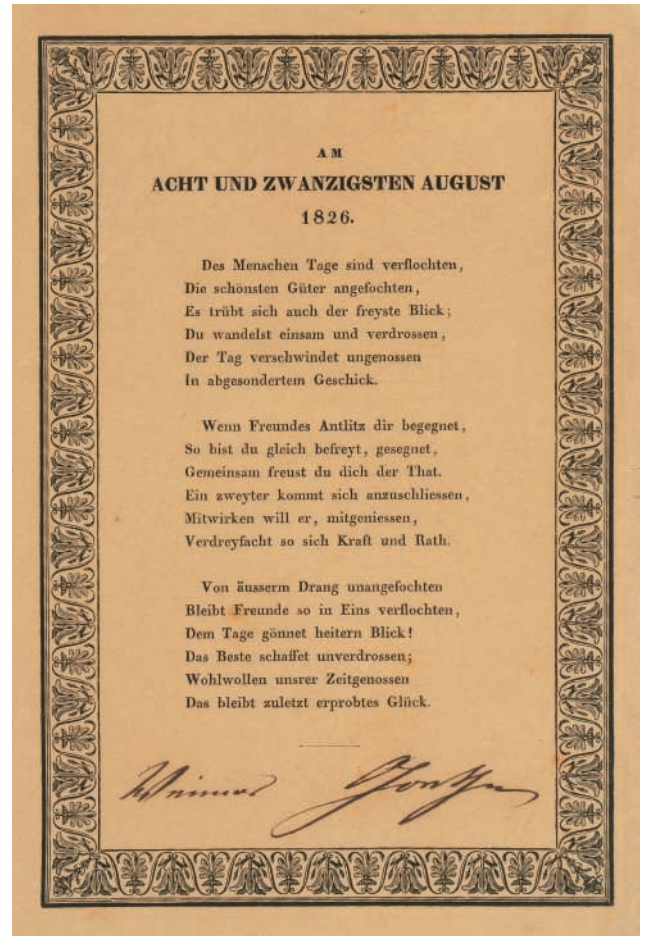 AM
ACHT UND ZWANZIGSTEN AUGUST
1826.
Des Menschen Tage sind verflochten,
Die schönsten Güter angefochten,
Es trübt sich auch der freyste Blick;
Du wandelst einsam und verdrossen,
Der Tag verschwindet ungenossen
In abgesondertem Geschick.
Wenn Freundes Antlitz dir begegnet,
So bist du gleich befreyt, gesegnet,
Gemeinsam freust du dich der That.
Ein zweyter kommt sich anzuschliessen,
Mitwirken will er, mitgeniessen,
Verdreyfacht so sich Kraft und Rath.
Von äusserm Drang unangefochten
Bleibt Freunde so in Eins verflochten,
Dem Tage gönnet heitern Blick!
Das Beste schaffet unverdrossen;
Wohlwollen unsrer Zeitgenossen
Das bleibt zuletzt erprobtes Glück.
Weimar Goethe